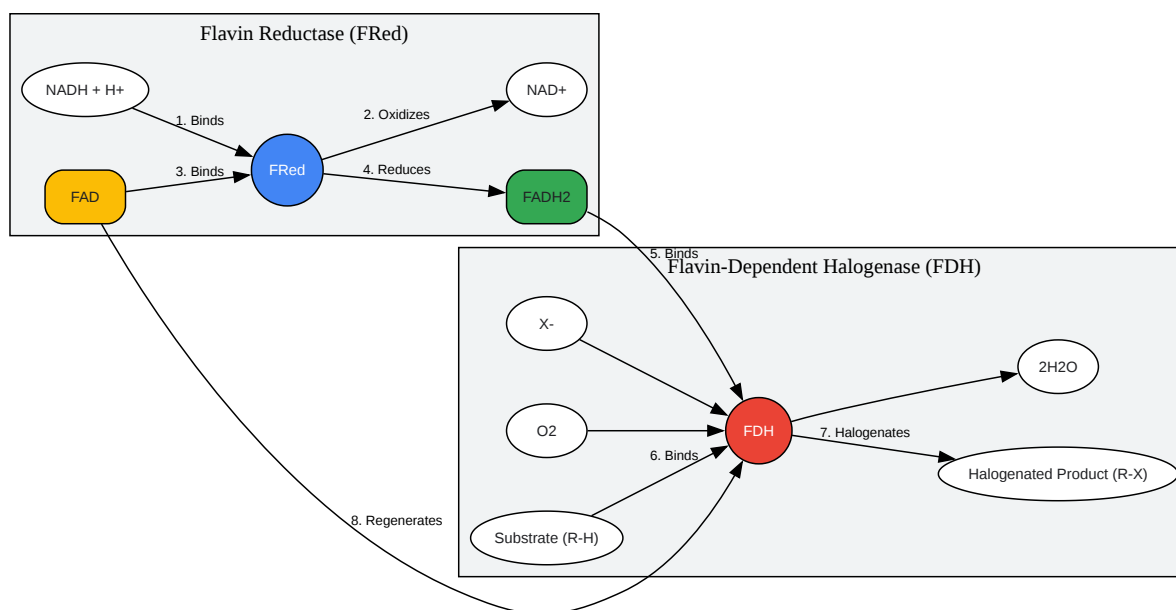 Flavin Reductase (FRed)
NADH + H+
NAD+
1. Binds
2. Oxidizes
FRed
3. Binds
4. Reduces
FAD
FADH2
5. Binds
Flavin-Dependent Halogenase (FDH)
X-
2H2O
O2
FDH
7. Halogenates
6. Binds
Halogenated Product (R-X)
8. Regenerates
Substrate (R-H)